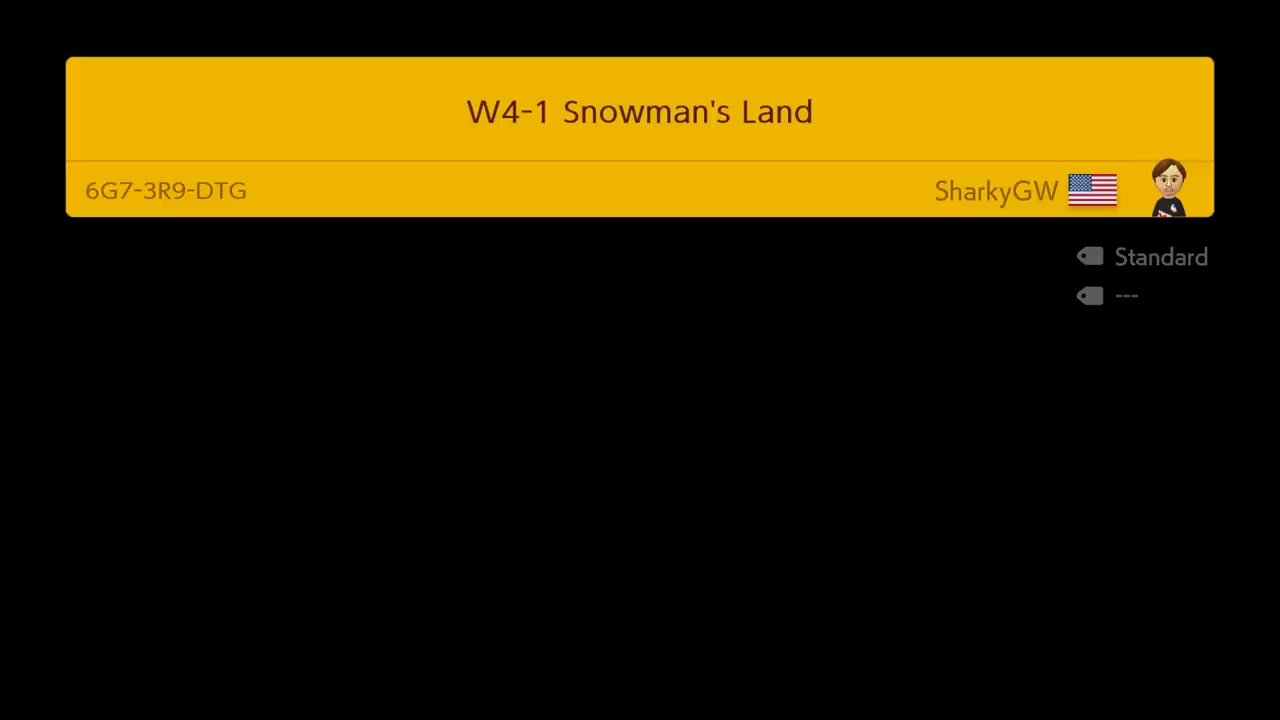 W4-1 Snowman's Land
6G7-3R9-DTG
SharkyGW
Standard
---